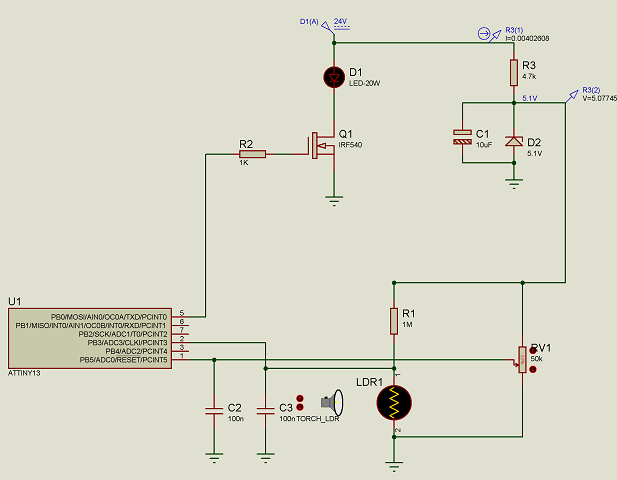 D1(A) 24V
R3(1)
I=0.00402608
D1
LED-20W
R3
4.7k
R3(2)
V=5.07745
5.1V
Q1
IRF540
C1
10uF
D2
5.1V
R2
1K
U1
PB0/MOSI/AIN0/OC0A/TXD/PCINT0 5
PB1/MISO/INT0/AIN1/OC0B/INT0/RXD/PCINT1 6
PB2/SCK/ADC1/T0/PCINT2 7
PB3/ADC3/CLKI/PCINT3 2
PB4/ADC2/PCINT4 3
PB5/ADC0/RESET/PCINT5 1
ATTINY13
R1
1M
RV1
50k
LDR1
1
2
C2
100n
C3
100n
TORCH_LDR